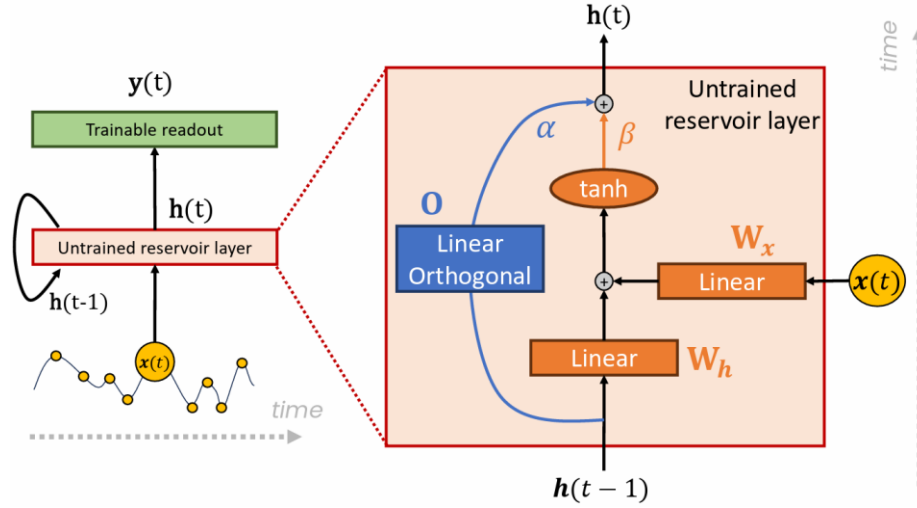 y(t)
Trainable readout
h(t)
Untrained reservoir layer
h(t-1)
x(t)
time
h(t)
time
Untrained
reservoir layer
α
β
tanh
O
Linear
Orthogonal
W_x
Linear
x(t)
Linear
W_h
h(t − 1)
+
+